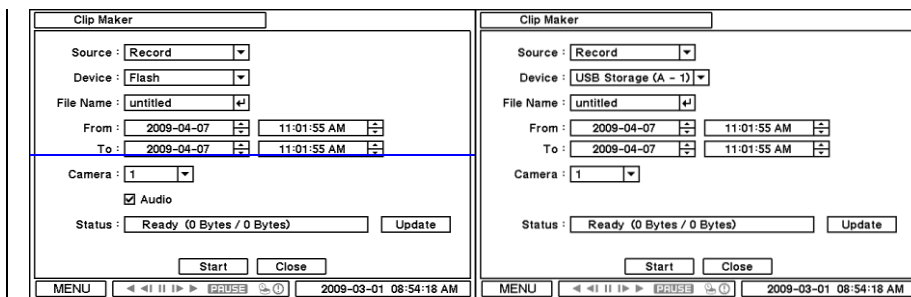 Clip Maker
Source : Record
Device : Flash
File Name : untitled
From : 2009-04-07 11:01:55 AM
To : 2009-04-07 11:01:55 AM
Camera : 1
Audio
Status : Ready (0 Bytes / 0 Bytes) Update
Start Close
MENU PAUSE 2009-03-01 08:54:18 AM
Clip Maker
Source : Record
Device : USB Storage (A - 1)
File Name : untitled
From : 2009-04-07 11:01:55 AM
To : 2009-04-07 11:01:55 AM
Camera : 1
Status : Ready (0 Bytes / 0 Bytes) Update
Start Close
MENU PAUSE 2009-03-01 08:54:18 AM